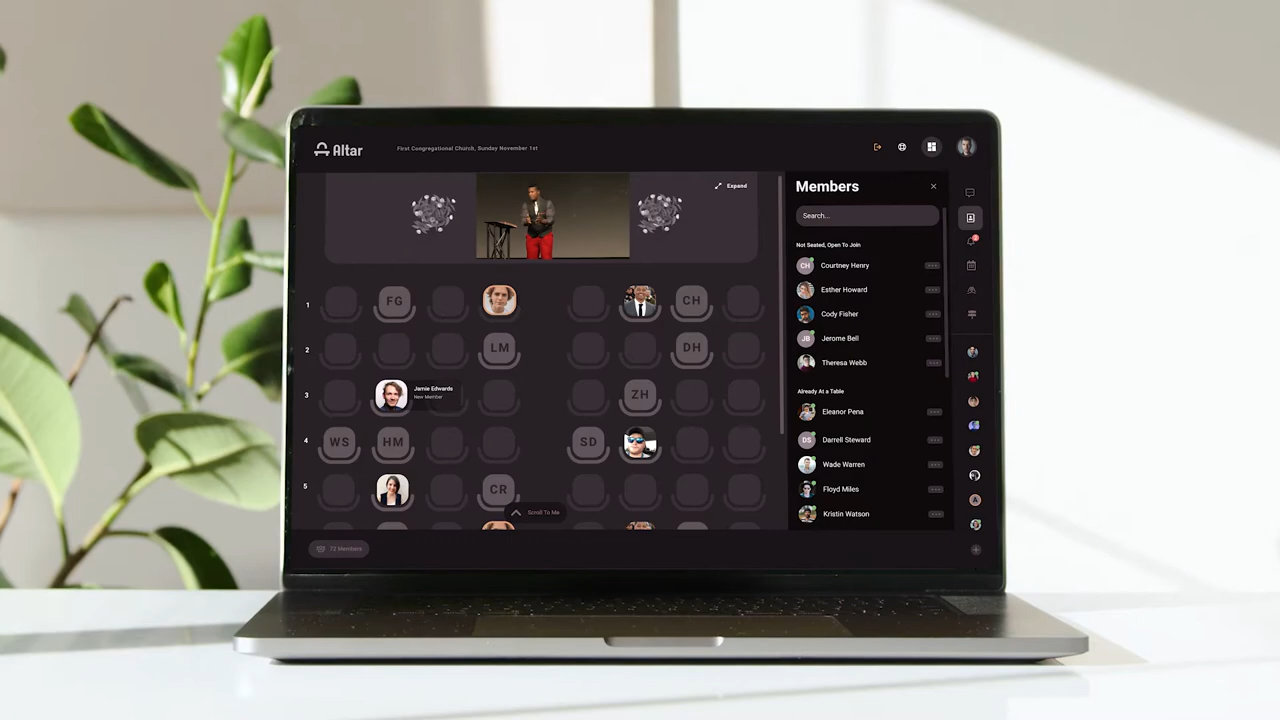 Altar
First Congregational Church, Sunday November 1st
Expand
Members
Search...
Not Seated, Open To Join
CH Courtney Henry
Esther Howard
Cody Fisher
JB Jerome Bell
Theresa Webb
Already At a Table
Eleanor Pena
DS Darrell Steward
Wade Warren
Floyd Miles
Kristin Watson
1 FG CH
2 LM DH
3 Jamie Edwards ZH
New Member
4 WS HM SD
5 CR
Scroll To Me
72 Members
A